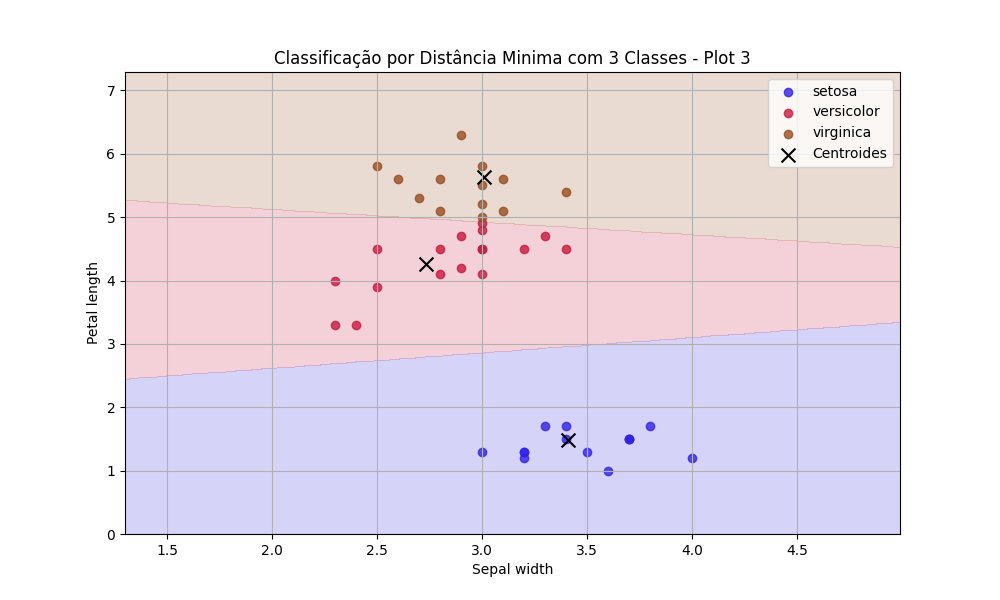 Classificação por Distância Minima com 3 Classes - Plot 3
setosa
versicolor
virginica
Centroides
Petal length
7
6
5
4
3
2
1
0
1.5 2.0 2.5 3.0 3.5 4.0 4.5
Sepal width